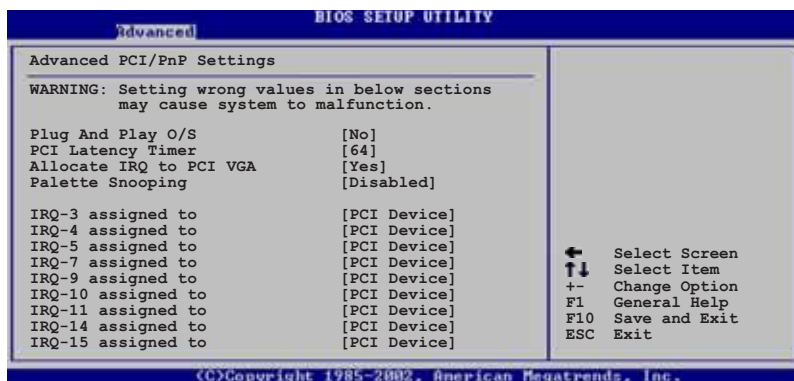 BIOS SETUP UTILITY
Advanced
Advanced PCI/PnP Settings
WARNING: Setting wrong values in below sections
may cause system to malfunction.
Plug And Play O/S [No]
PCI Latency Timer [64]
Allocate IRQ to PCI VGA [Yes]
Palette Snooping [Disabled]
IRQ-3 assigned to [PCI Device]
IRQ-4 assigned to [PCI Device]
IRQ-5 assigned to [PCI Device]
IRQ-7 assigned to [PCI Device]
IRQ-9 assigned to [PCI Device]
IRQ-10 assigned to [PCI Device]
IRQ-11 assigned to [PCI Device]
IRQ-14 assigned to [PCI Device]
IRQ-15 assigned to [PCI Device]
← Select Screen
↑↓ Select Item
+- Change Option
F1 General Help
F10 Save and Exit
ESC Exit
(C)Copyright 1985-2002, American Megatrends, Inc.